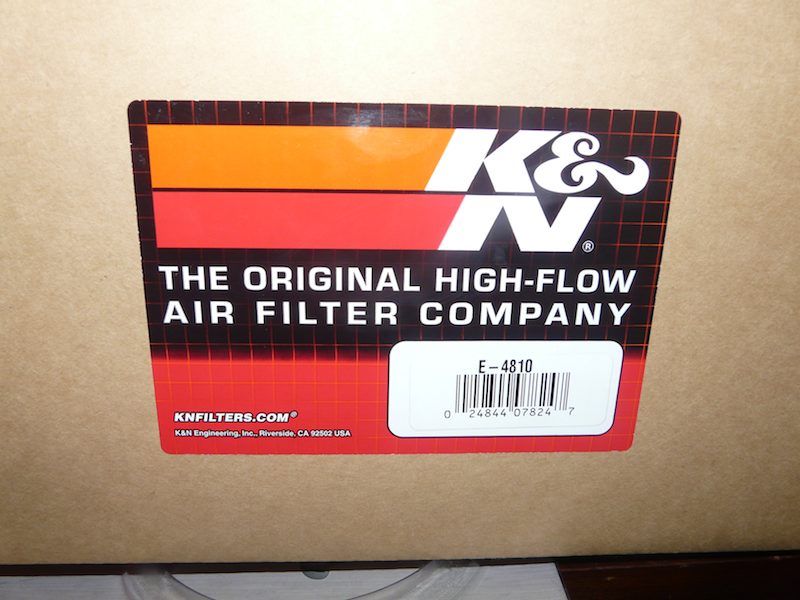 K&
N®
THE ORIGINAL HIGH-FLOW
AIR FILTER COMPANY
E-4810
0 24844 07824 7
KNFILTERS.COM®
K&N Engineering, Inc., Riverside, CA 92502 USA